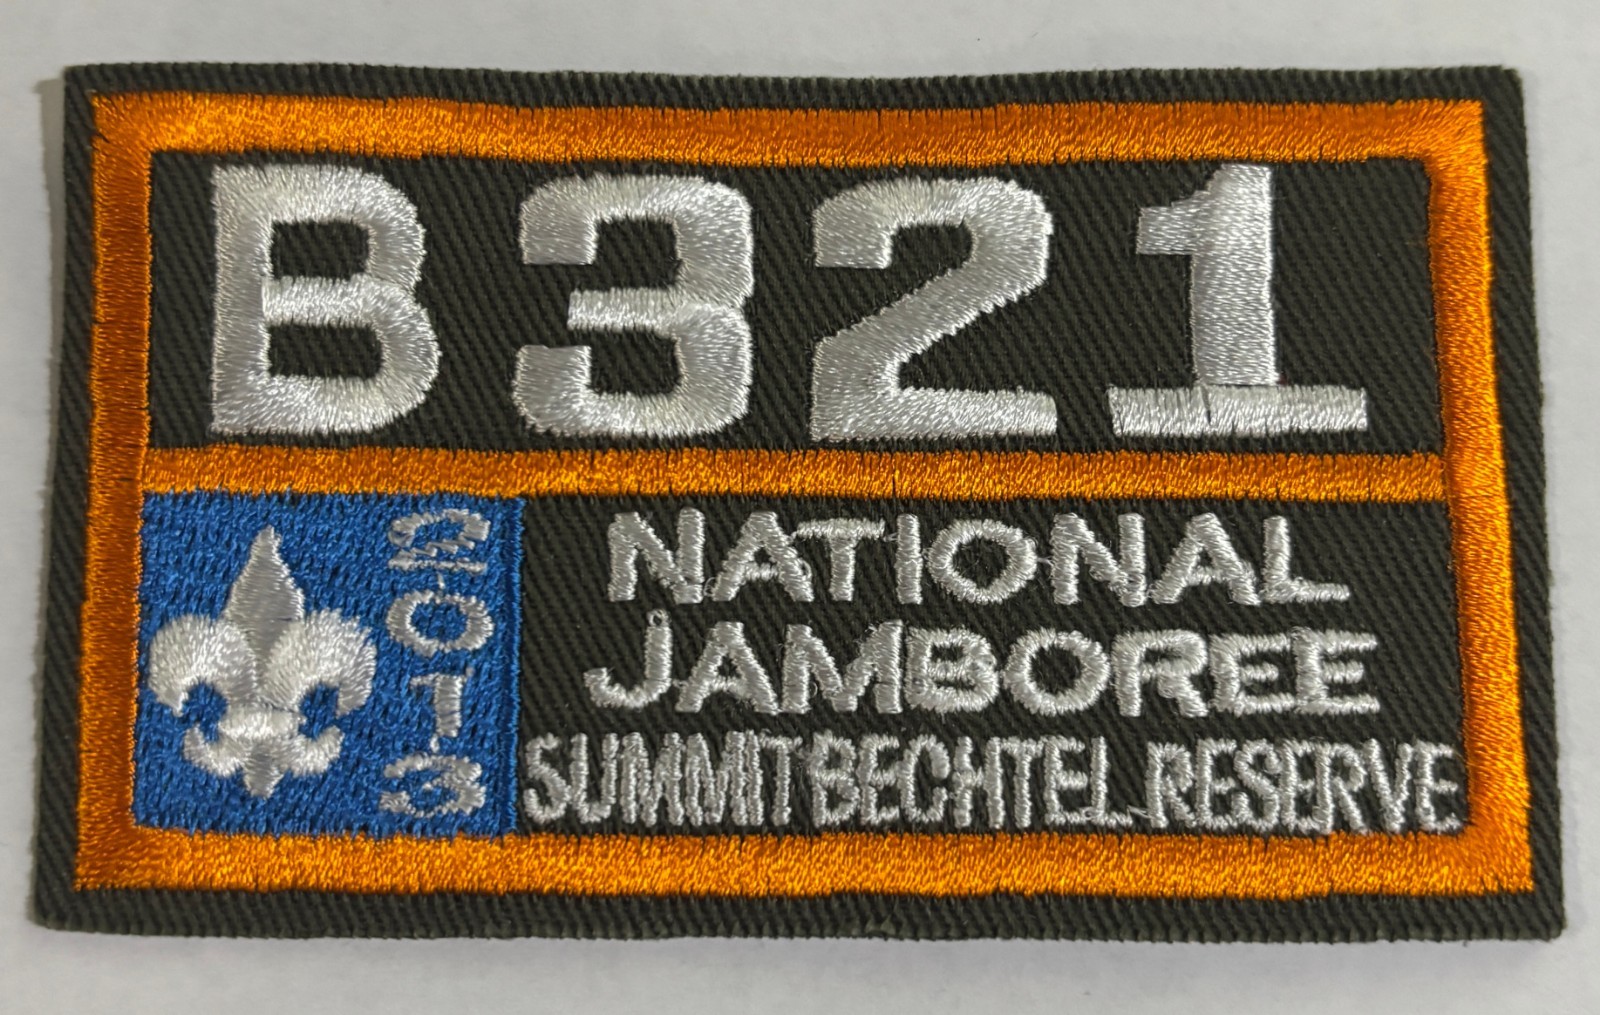 B321
2013
NATIONAL
JAMBOREE
SUMMIT BECHTEL RESERVE